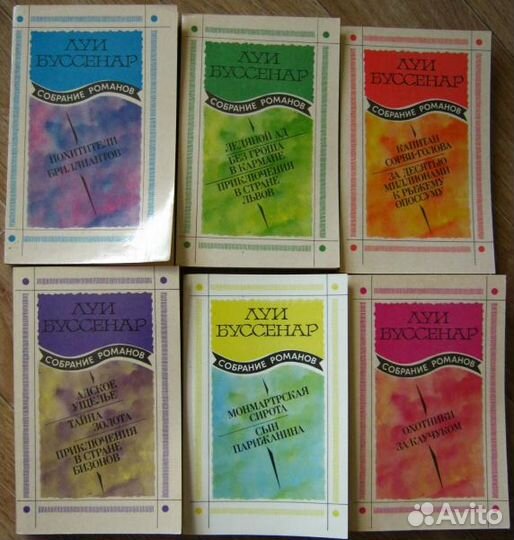 ЛУИ
БУССЕНАР
СОБРАНИЕ РОМАНОВ
ПОХИТИТЕЛИ
БРИЛЛИАНТОВ
ЛУИ
БУССЕНАР
СОБРАНИЕ РОМАНОВ
ЛЕДЯНОЙ АД
БЕЗ ГРОША
В КАРМАНЕ
ПРИКЛЮЧЕНИЯ
В СТРАНЕ
ЛЬВОВ
ЛУИ
БУССЕНАР
СОБРАНИЕ РОМАНОВ
КАПИТАН
СОРВИ-ГОЛОВА
ЗА ДЕСЯТЬЮ
МИЛЛИОНАМИ
К РЫЖЕМУ
ОПОССУМУ
ЛУИ
БУССЕНАР
СОБРАНИЕ РОМАНОВ
АДСКОЕ
УЩЕЛЬЕ
ТАЙНА
ЗОЛОТА
ПРИКЛЮЧЕНИЯ
В СТРАНЕ
БИЗОНОВ
ЛУИ
БУССЕНАР
СОБРАНИЕ РОМАНОВ
МОНМАРТРСКАЯ
СИРОТА
СЫН
ПАРИЖАНИНА
ЛУИ
БУССЕНАР
СОБРАНИЕ РОМАНОВ
ОХОТНИКИ
ЗА КАУЧУКОМ
Avito